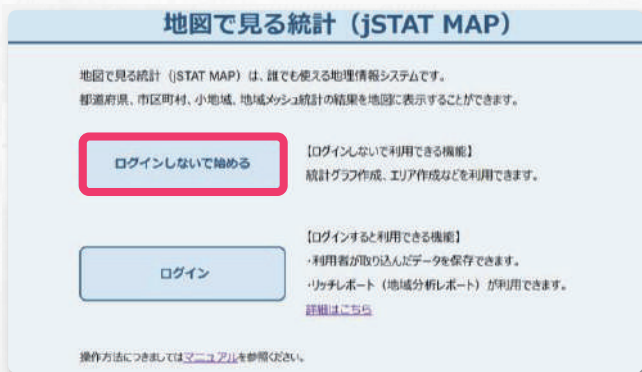 地図で見る統計（jSTAT MAP）
地図で見る統計（jSTAT MAP）は、誰でも使える地理情報システムです。
都道府県、市区町村、小地域、地域メッシュ統計の結果を地図に表示することができます。
ログインしないで始める
【ログインしないで利用できる機能】
統計グラフ作成、エリア作成などを利用できます。
ログイン
【ログインすると利用できる機能】
・利用者が取り込んだデータを保存できます。
・リッチレポート（地域分析レポート）が利用できます。
詳細はこちら
操作方法につきましてはマニュアルを参照ください。